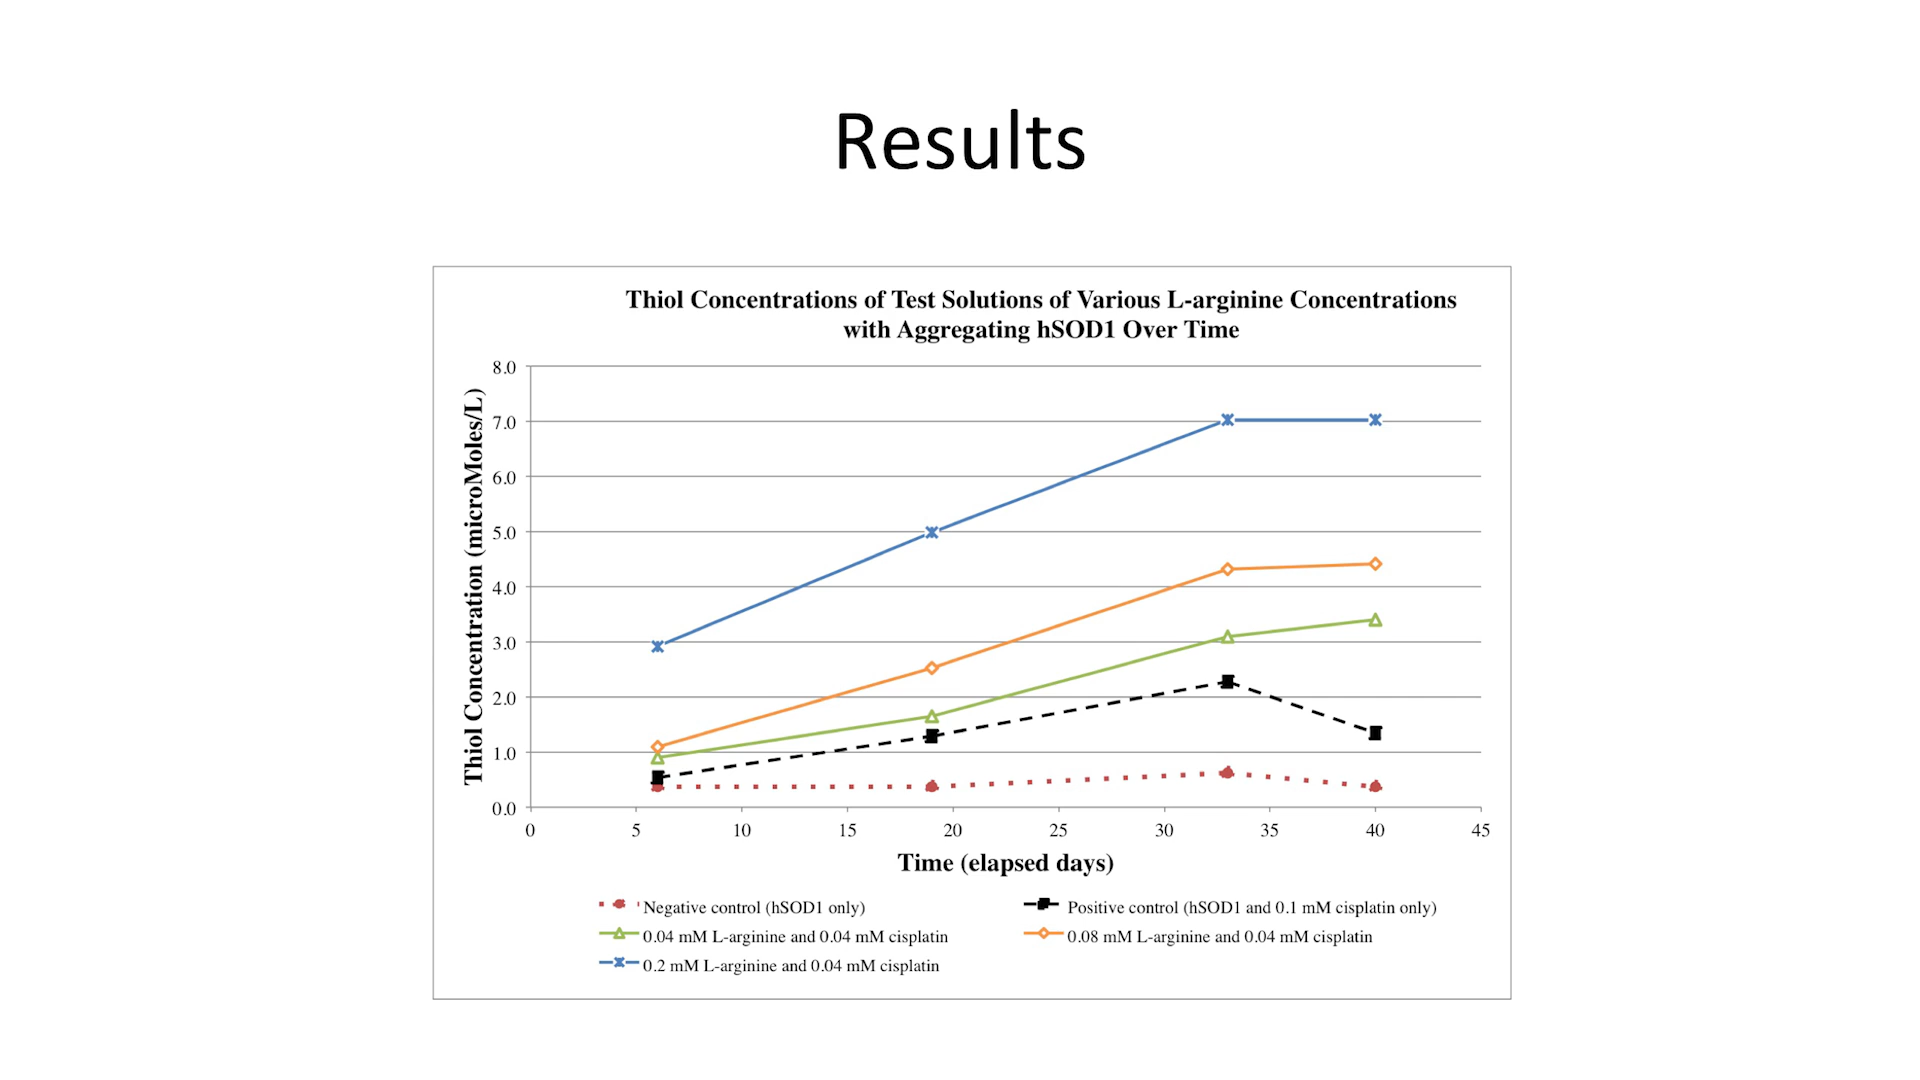 Results
Thiol Concentrations of Test Solutions of Various L-arginine Concentrations
with Aggregating hSOD1 Over Time
Thiol Concentration (microMoles/L)
8.0
7.0
6.0
5.0
4.0
3.0
2.0
1.0
0.0
0 5 10 15 20 25 30 35 40 45
Time (elapsed days)
Negative control (hSOD1 only) Positive control (hSOD1 and 0.1 mM cisplatin only)
0.04 mM L-arginine and 0.04 mM cisplatin 0.08 mM L-arginine and 0.04 mM cisplatin
0.2 mM L-arginine and 0.04 mM cisplatin